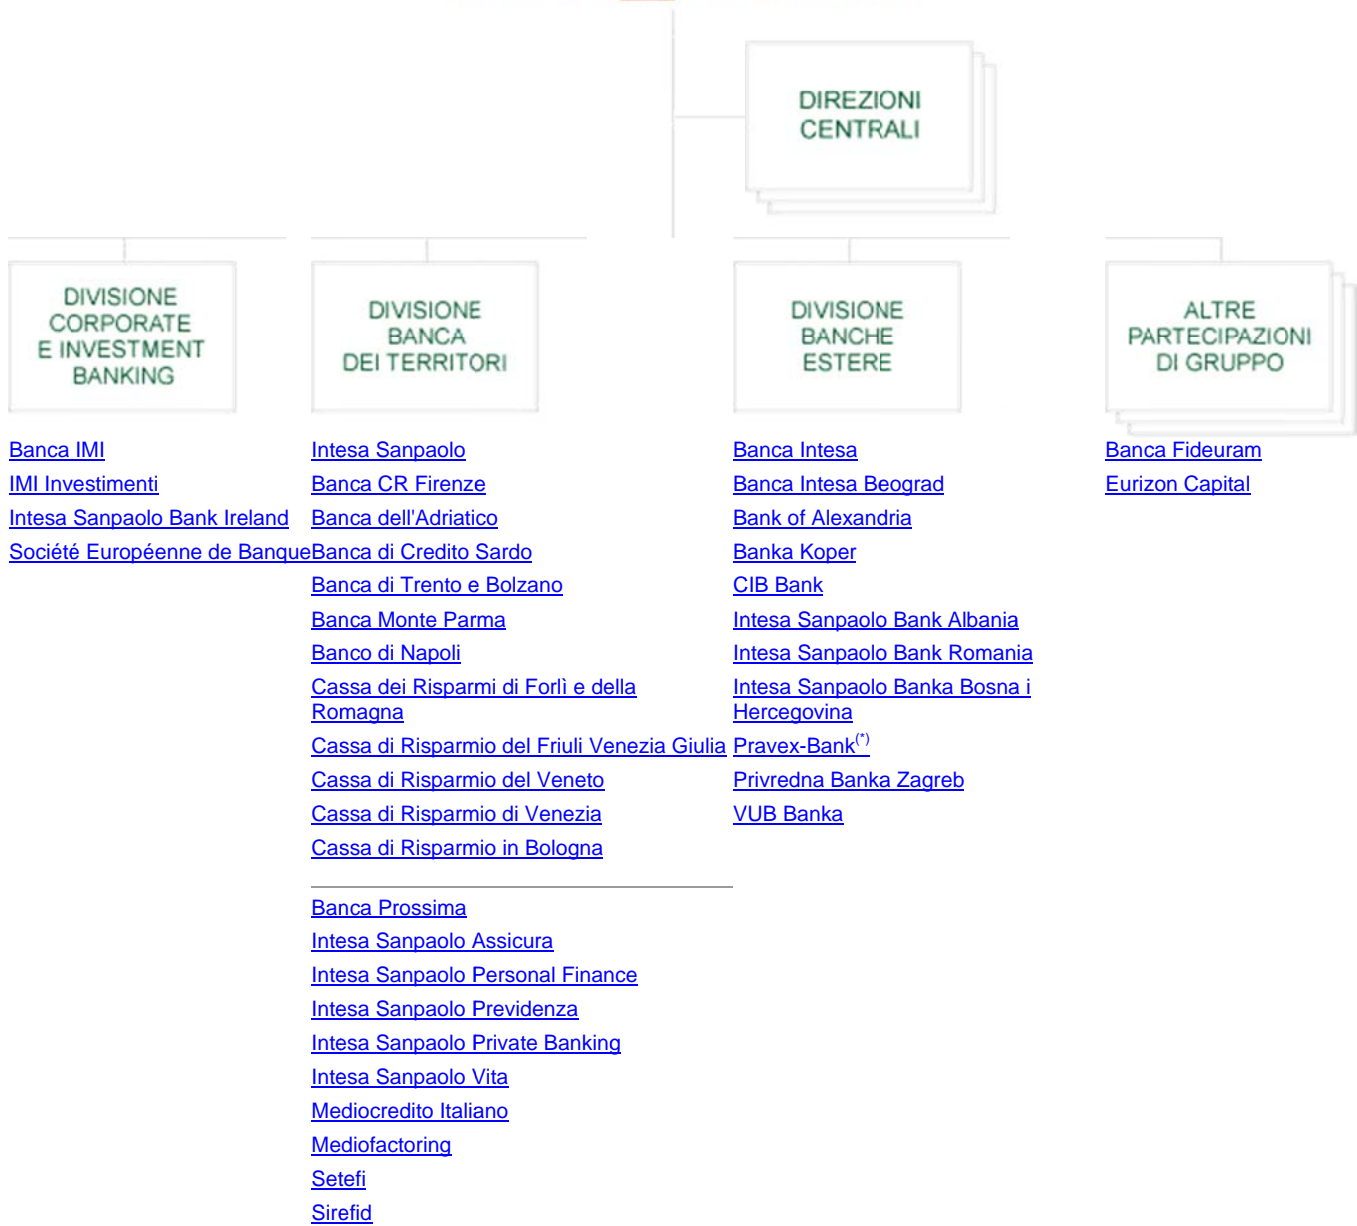 DIREZIONI
CENTRALI
DIVISIONE
CORPORATE
E INVESTMENT
BANKING
Banca IMI
IMI Investimenti
Intesa Sanpaolo Bank Ireland
Société Européenne de Banque
DIVISIONE
BANCA
DEI TERRITORI
Intesa Sanpaolo
Banca CR Firenze
Banca dell'Adriatico
Banca di Credito Sardo
Banca di Trento e Bolzano
Banca Monte Parma
Banco di Napoli
Cassa dei Risparmi di Forlì e della
Romagna
Cassa di Risparmio del Friuli Venezia Giulia
Cassa di Risparmio del Veneto
Cassa di Risparmio di Venezia
Cassa di Risparmio in Bologna
Banca Prossima
Intesa Sanpaolo Assicura
Intesa Sanpaolo Personal Finance
Intesa Sanpaolo Previdenza
Intesa Sanpaolo Private Banking
Intesa Sanpaolo Vita
Mediocredito Italiano
Mediofactoring
Setefi
Sirefid
DIVISIONE
BANCHE
ESTERE
Banca Intesa
Banca Intesa Beograd
Bank of Alexandria
Banka Koper
CIB Bank
Intesa Sanpaolo Bank Albania
Intesa Sanpaolo Bank Romania
Intesa Sanpaolo Banka Bosna i
Hercegovina
Pravex-Bank(*)
Privredna Banka Zagreb
VUB Banka
ALTRE
PARTECIPAZIONI
DI GRUPPO
Banca Fideuram
Eurizon Capital